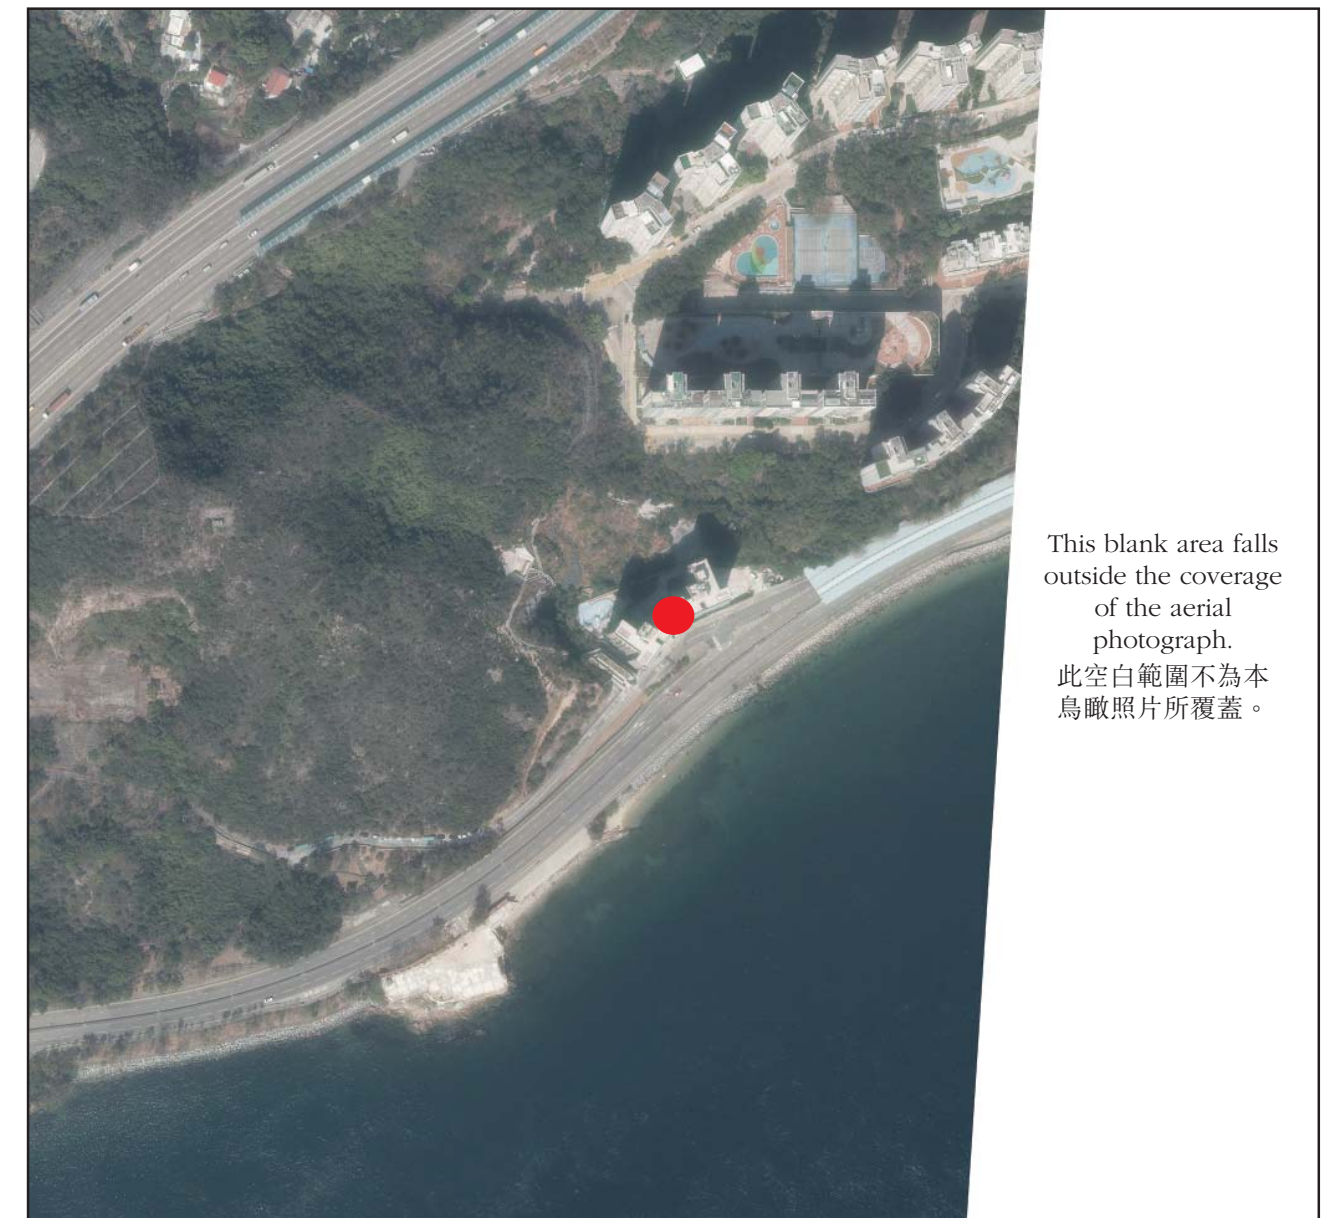 This blank area falls
outside the coverage
of the aerial
photograph.
此空白範圍不為本
鳥瞰照片所覆蓋。